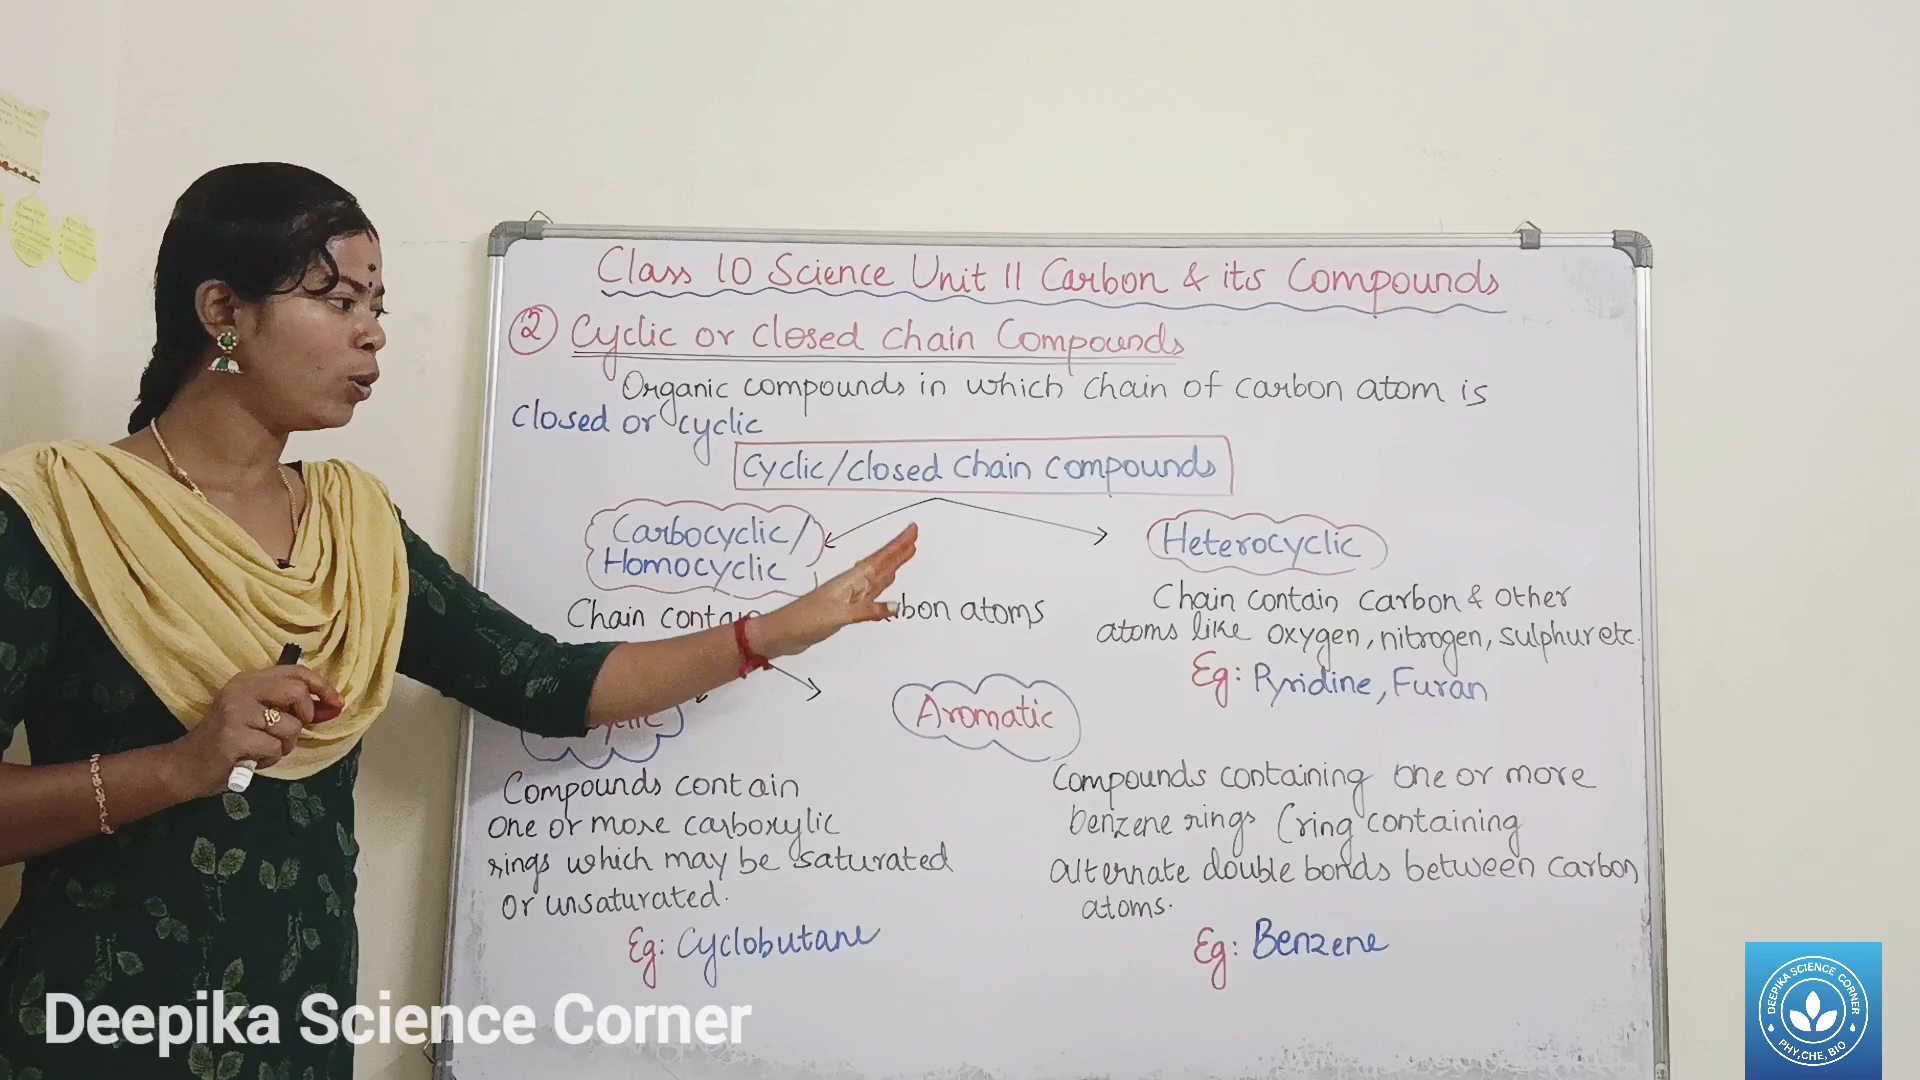 Class 10 Science Unit 11 Carbon & its Compounds
② Cyclic or closed chain Compounds
Organic compounds in which chain of carbon atom is
closed or cyclic
Cyclic/closed chain compounds
Carbocyclic/
Homocyclic
Heterocyclic
Chain atoms
Chain contain carbon & other
atoms like oxygen, nitrogen, sulphur etc.
Eg: Pyridine, Furan
Aromatic
Compounds contain
one or more carboxylic
rings which may be saturated
or unsaturated.
Eg: Cyclobutane
Compounds containing one or more
benzene rings (ring containing
alternate double bonds between carbon
atoms.
Eg: Benzene
Deepika Science Corner
DEEPIKA SCIENCE CORNER
PHY, CHE, BIO